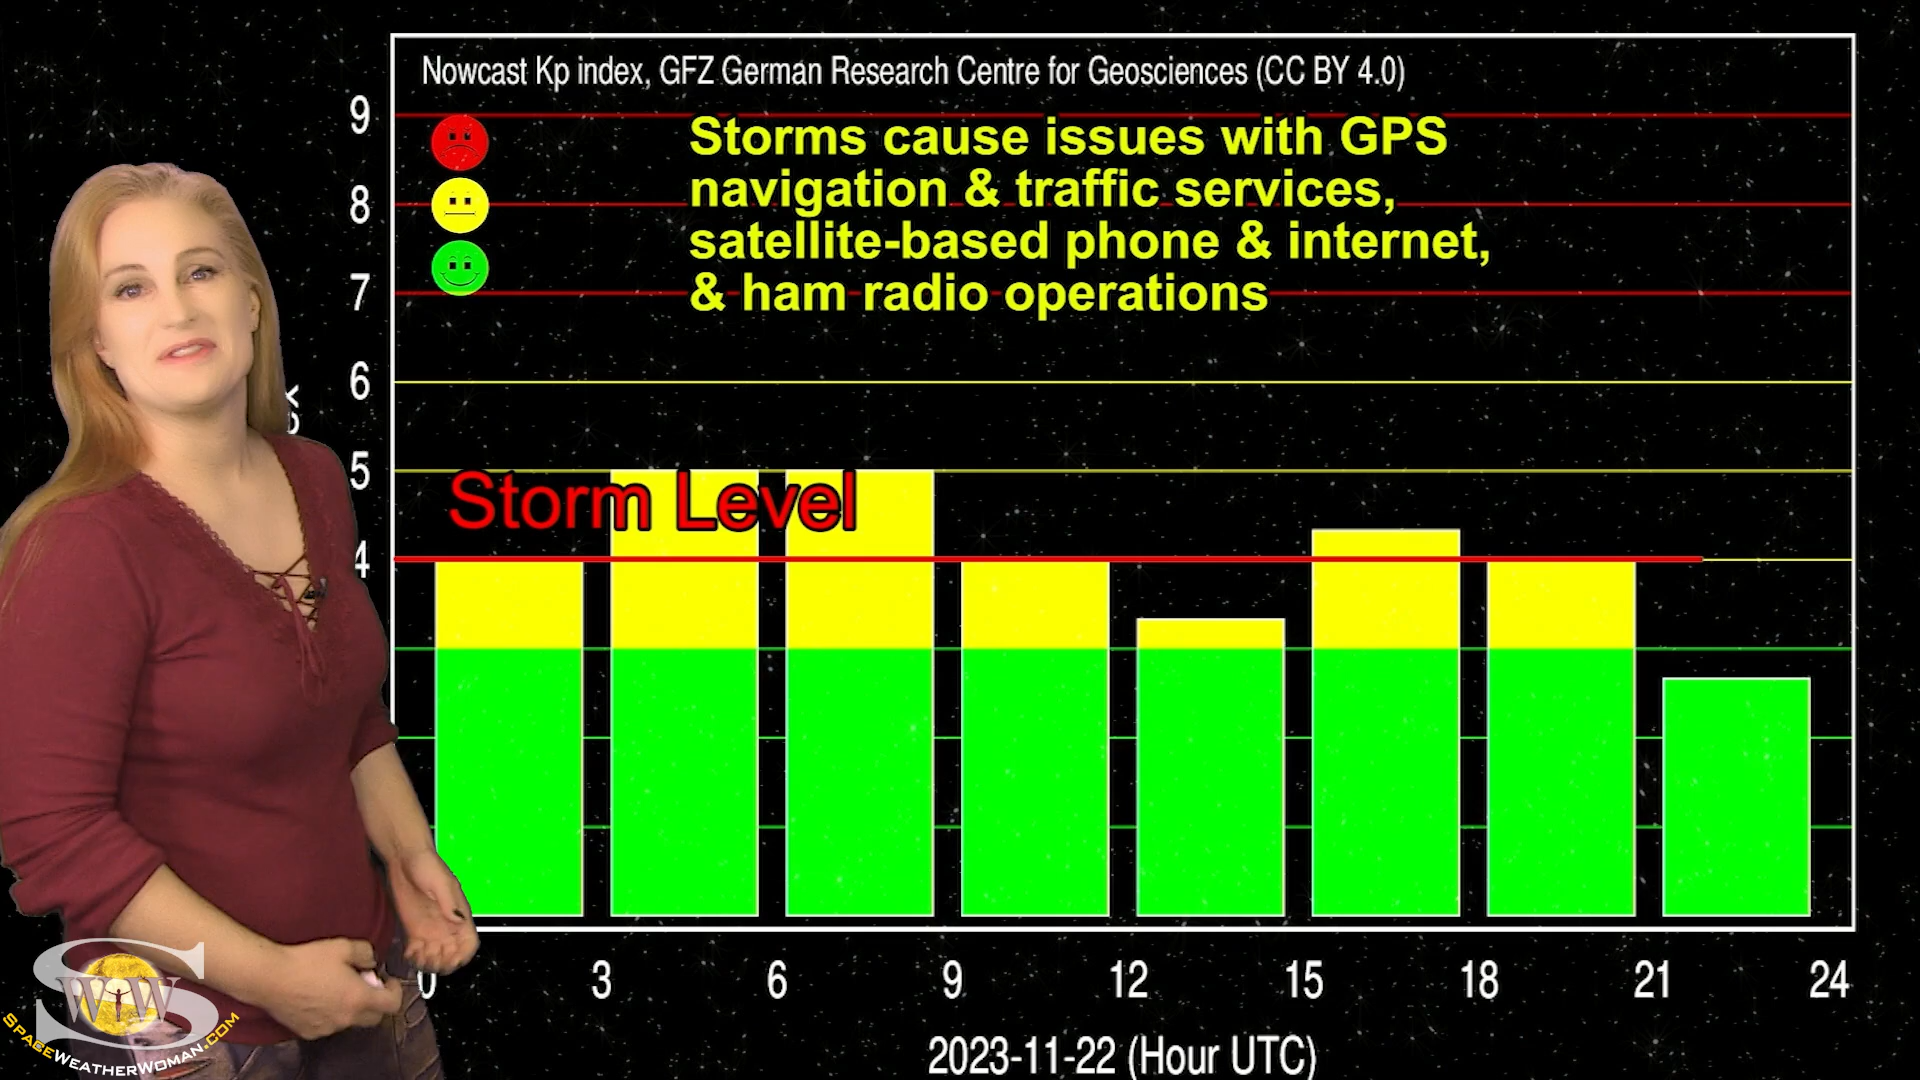 Nowcast Kp index, GFZ German Research Centre for Geosciences (CC BY 4.0)
Storms cause issues with GPS
navigation & traffic services,
satellite-based phone & internet,
& ham radio operations
9
8
7
6
5
4
Storm Level
0 3 6 9 12 15 18 21 24
2023-11-22 (Hour UTC)
SWW
SPACEWEATHERWOMAN.COM